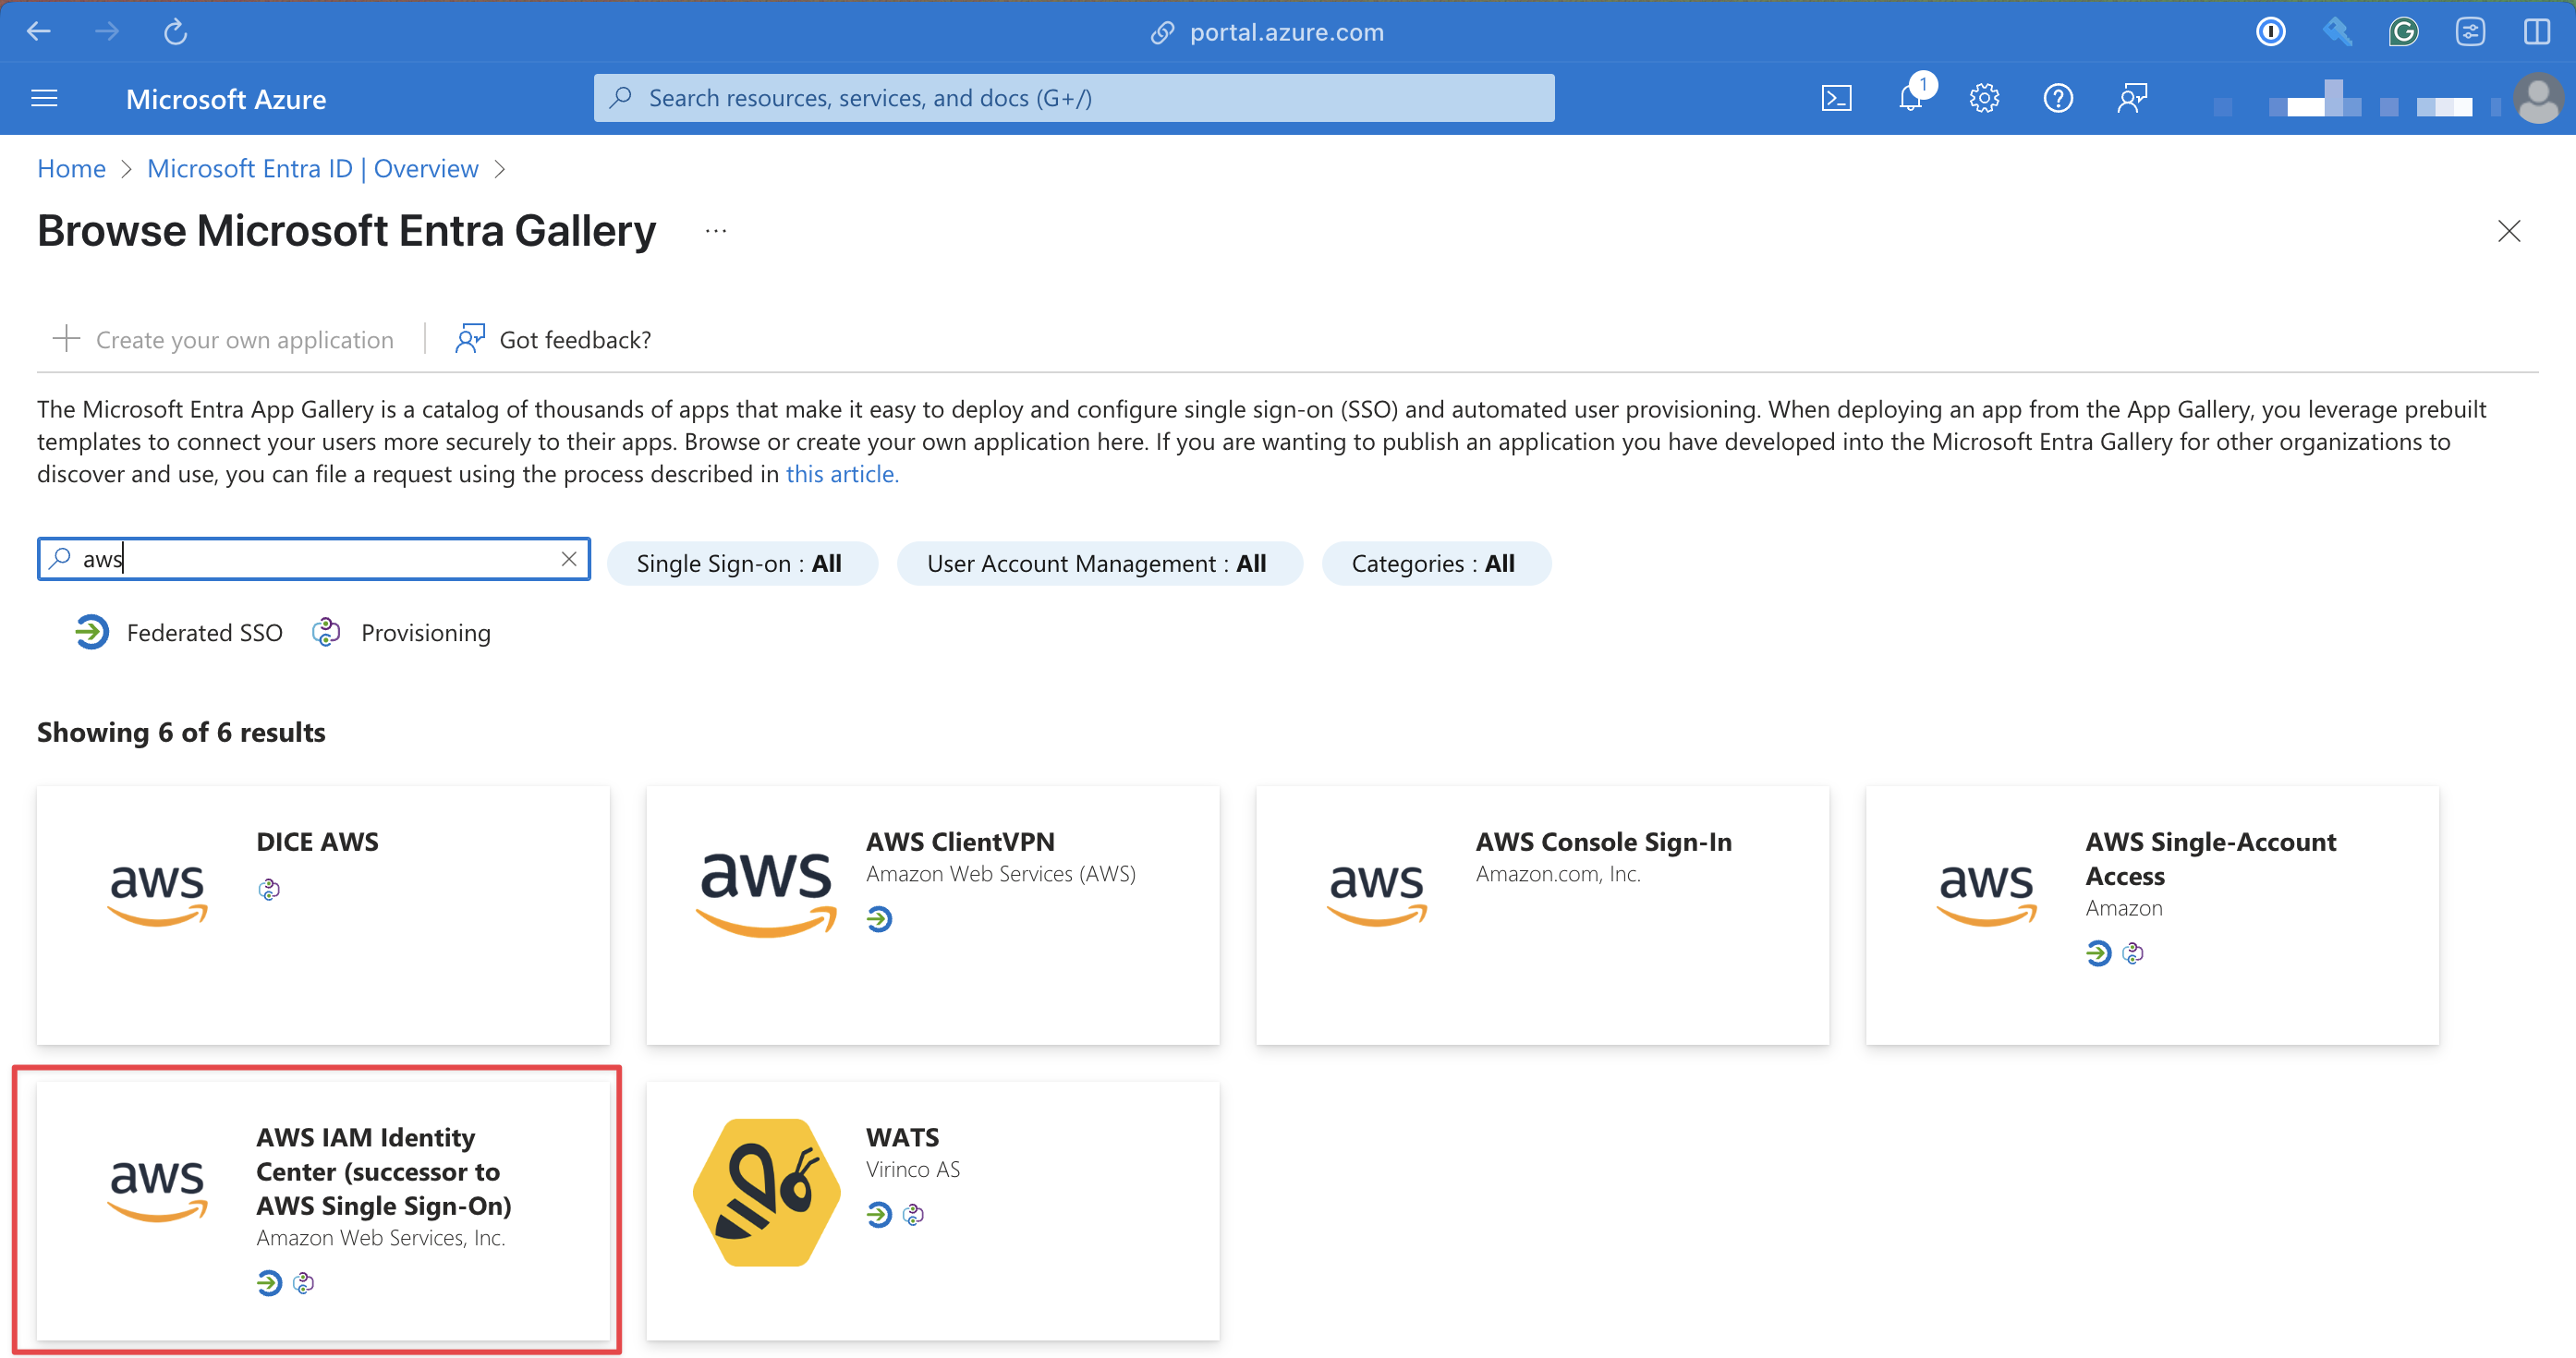 portal.azure.com
Microsoft Azure
Search resources, services, and docs (G+/)
1
Home > Microsoft Entra ID | Overview >
Browse Microsoft Entra Gallery ...
Create your own application
Got feedback?
The Microsoft Entra App Gallery is a catalog of thousands of apps that make it easy to deploy and configure single sign-on (SSO) and automated user provisioning. When deploying an app from the App Gallery, you leverage prebuilt
templates to connect your users more securely to their apps. Browse or create your own application here. If you are wanting to publish an application you have developed into the Microsoft Entra Gallery for other organizations to
discover and use, you can file a request using the process described in this article.
aws
Single Sign-on : All
User Account Management : All
Categories : All
Federated SSO
Provisioning
Showing 6 of 6 results
aws
DICE AWS
aws
AWS ClientVPN
Amazon Web Services (AWS)
aws
AWS Console Sign-In
Amazon.com, Inc.
aws
AWS Single-Account
Access
Amazon
aws
AWS IAM Identity
Center (successor to
AWS Single Sign-On)
Amazon Web Services, Inc.
WATS
Virinco AS